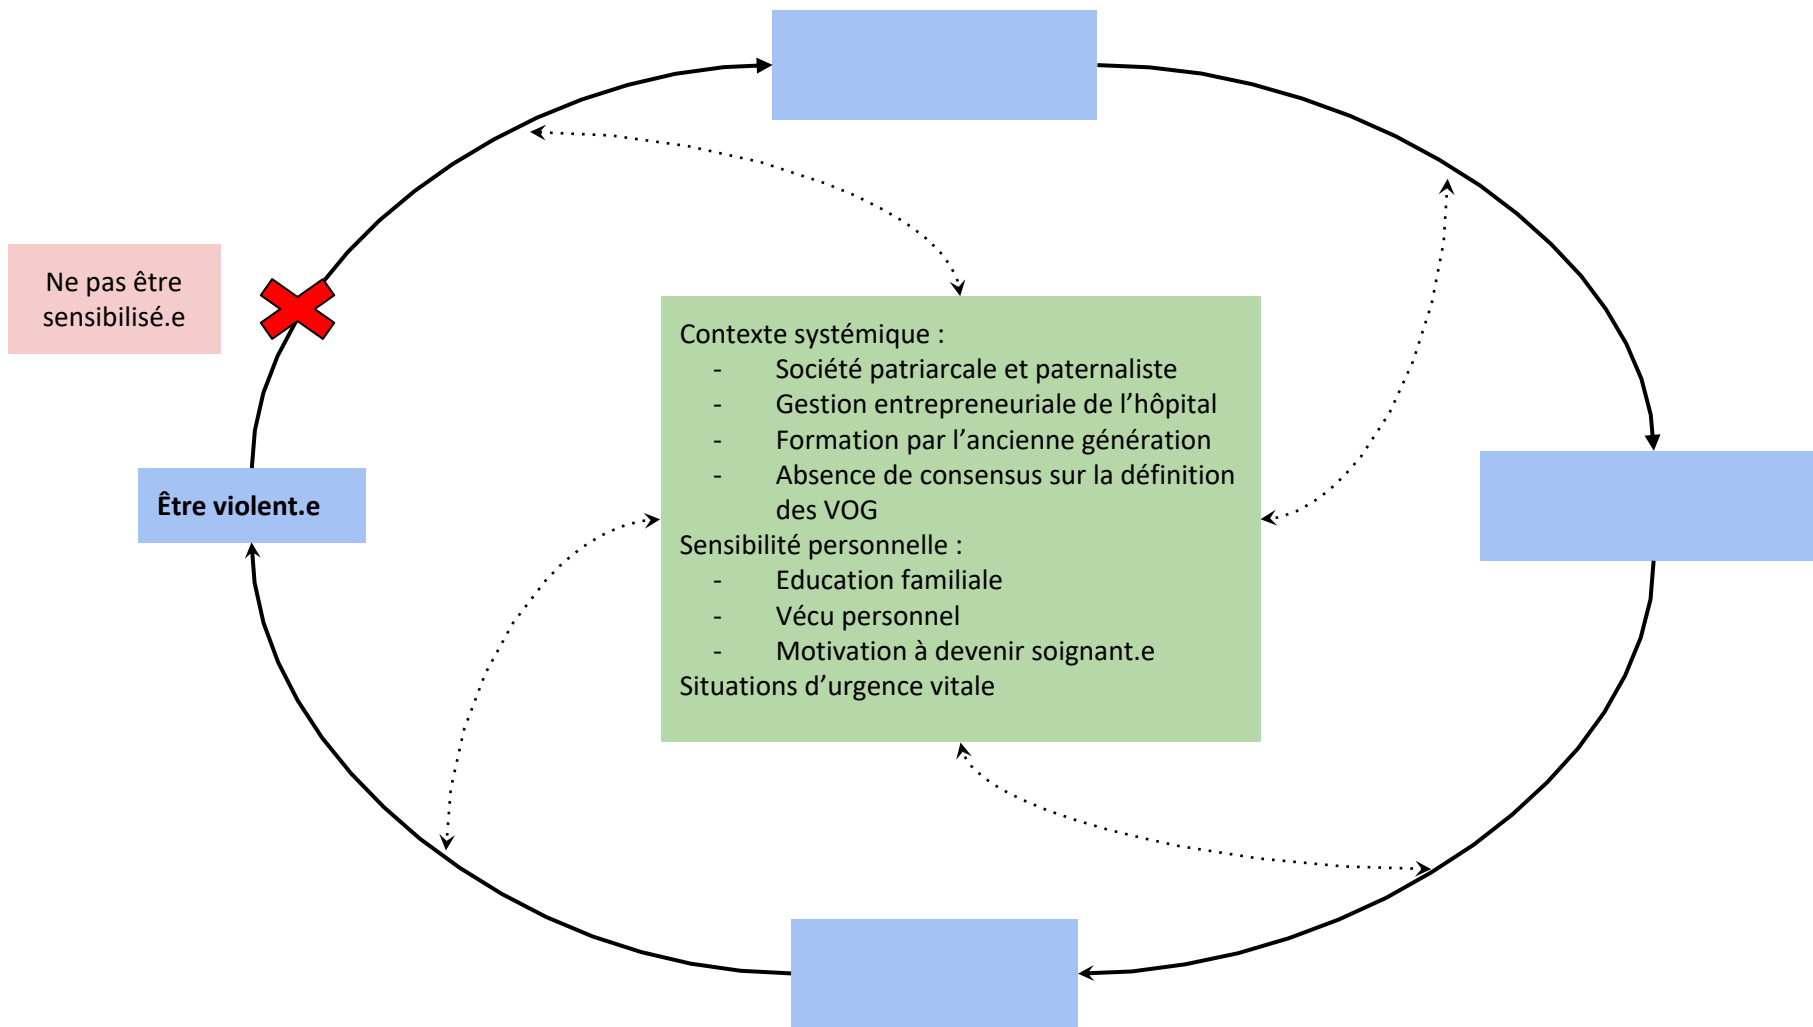 Ne pas être
sensibilisé.e
Contexte systémique :
- Société patriarcale et paternaliste
- Gestion entrepreneuriale de l’hôpital
- Formation par l’ancienne génération
- Absence de consensus sur la définition
des VOG
Sensibilité personnelle :
- Education familiale
- Vécu personnel
- Motivation à devenir soignant.e
Situations d’urgence vitale
Être violent.e